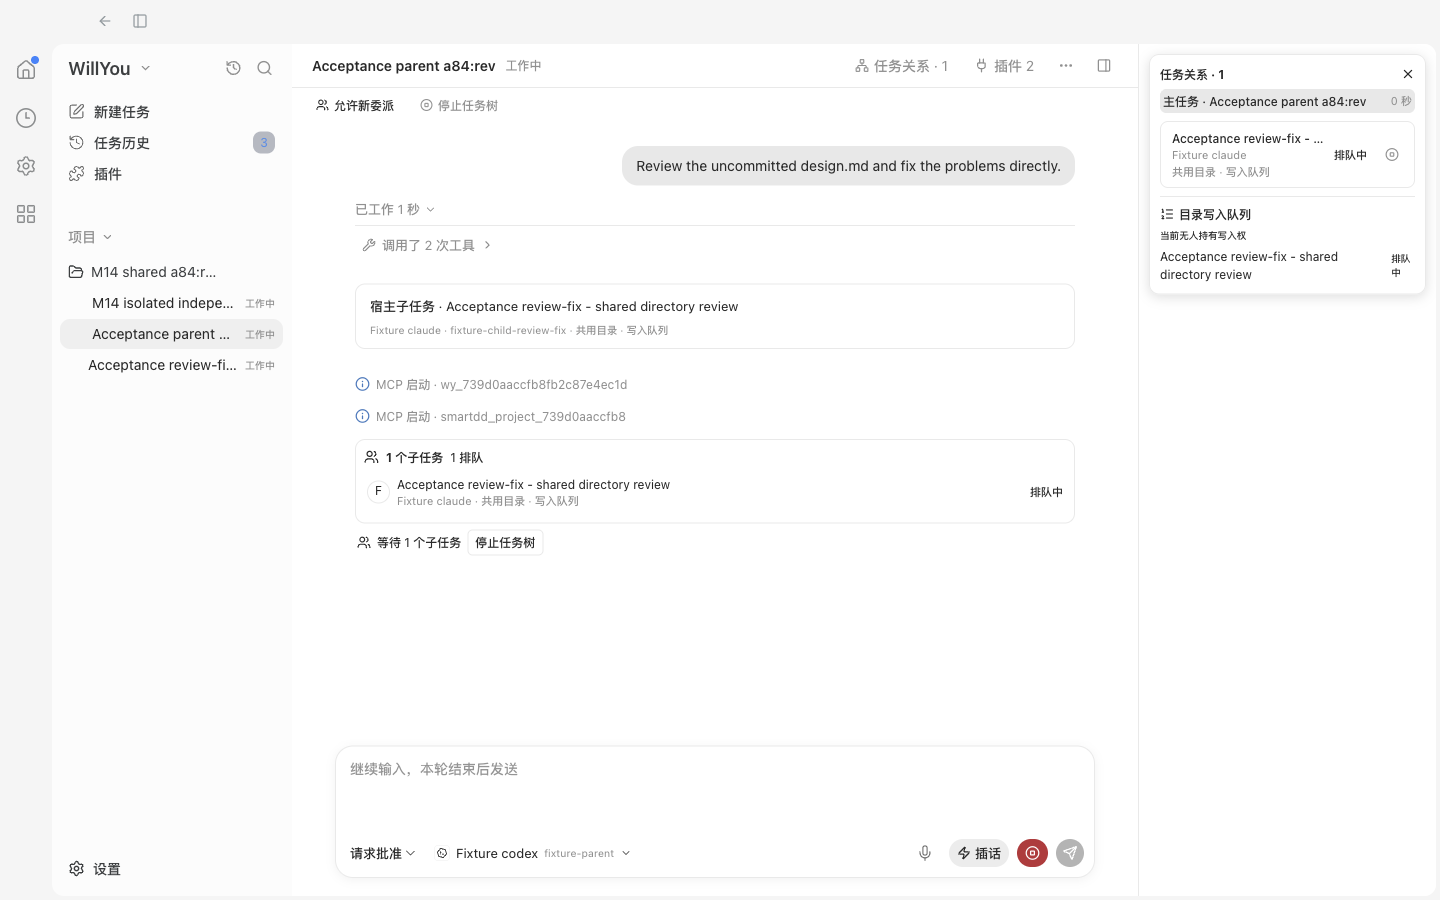 WillYou
新建任务
任务历史
3
插件
项目
M14 shared a84:r...
M14 isolated indepe... 工作中
Acceptance parent ... 工作中
Acceptance review-fi... 工作中
设置
Acceptance parent a84:rev 工作中
任务关系 · 1
插件 2
允许新委派
停止任务树
Review the uncommitted design.md and fix the problems directly.
已工作 1 秒
调用了 2 次工具
宿主子任务 · Acceptance review-fix - shared directory review
Fixture claude · fixture-child-review-fix · 共用目录 · 写入队列
MCP 启动 · wy_739d0aaccfb8fb2c87e4ec1d
MCP 启动 · smartdd_project_739d0aaccfb8
1 个子任务 1 排队
F
Acceptance review-fix - shared directory review
Fixture claude · 共用目录 · 写入队列
排队中
等待 1 个子任务
停止任务树
继续输入，本轮结束后发送
请求批准
Fixture codex fixture-parent
插话
任务关系 · 1
主任务 · Acceptance parent a84:rev 0 秒
Acceptance review-fix - ...
Fixture claude
共用目录 · 写入队列
排队中
目录写入队列
当前无人持有写入权
Acceptance review-fix - shared
directory review
排队
中